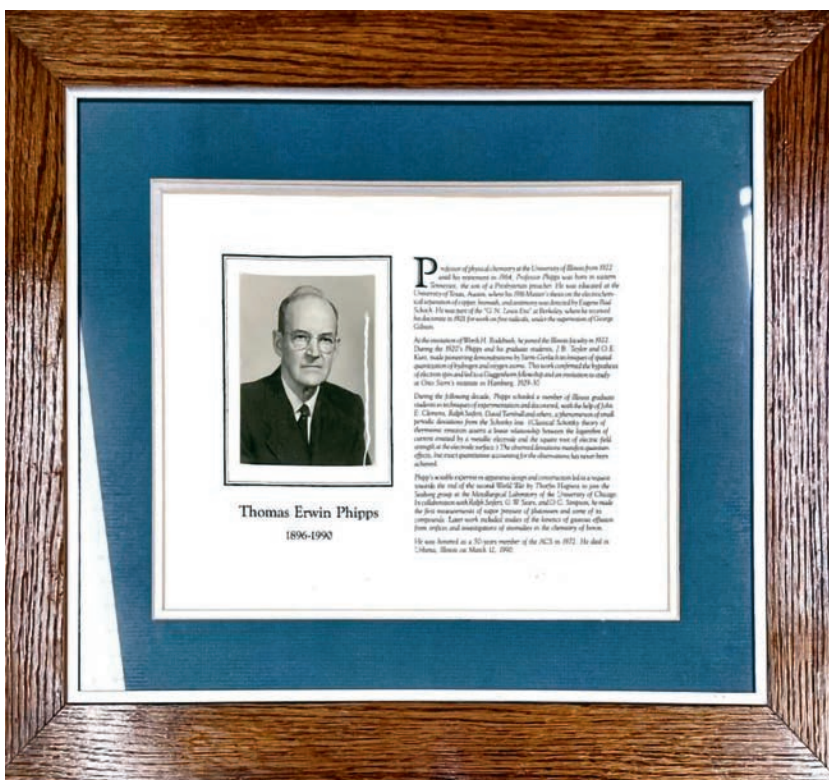 Thomas Erwin Phipps
1896-1990
Professor of physical chemistry at the University of Illinois from 1922
until his retirement in 1964, Professor Phipps was born in eastern
Tennessee, the son of a Presbyterian preacher. He was educated at the
University of Texas, Austin, where his 1916 Master's thesis on the electrochem-
ical separation of copper, bismuth, and antimony was directed by Eugene Paul
Schoch. He was part of the "G. N. Lewis Era" at Berkeley, where he received
his doctorate in 1921 for work on free radicals, under the supervision of George
Gibson.
At the invitation of Worth H. Rodebush, he joined the Illinois faculty in 1922.
During the 1920's Phipps and his graduate students, J. B. Taylor and O. E.
Kurt, made pioneering demonstrations by Stern-Gerlach techniques of spatial
quantization of hydrogen and oxygen atoms. This work confirmed the hypothesis
of electron spin and led to a Guggenheim fellowship and an invitation to study
at Otto Stern's institute in Hamburg, 1929-30.
During the following decade, Phipps schooled a number of Illinois graduate
students in techniques of experimentation and discovered, with the help of John
E. Clemens, Ralph Seifert, David Turnbull and others, a phenomenon of small
periodic deviations from the Schottky line. (Classical Schottky theory of
thermionic emission asserts a linear relationship between the logarithm of
current emitted by a metallic electrode and the square root of electric field
strength at the electrode surface.) The observed deviations manifest quantum
effects, but exact quantitative accounting for the observations has never been
achieved.
Phipp's notable expertise in apparatus design and construction led to a request
towards the end of the second World War by Thorfin Hogness to join the
Seaborg group at the Metallurgical Laboratory of the University of Chicago.
In collaboration with Ralph Seifert, G. W. Sears, and O. C. Simpson, he made
the first measurements of vapor pressure of plutonium and some of its
compounds. Later work included studies of the kinetics of gaseous effusion
from orifices and investigations of anomalies in the chemistry of boron.
He was honored as a 50-years member of the ACS in 1972. He died in
Urbana, Illinois on March 12, 1990.